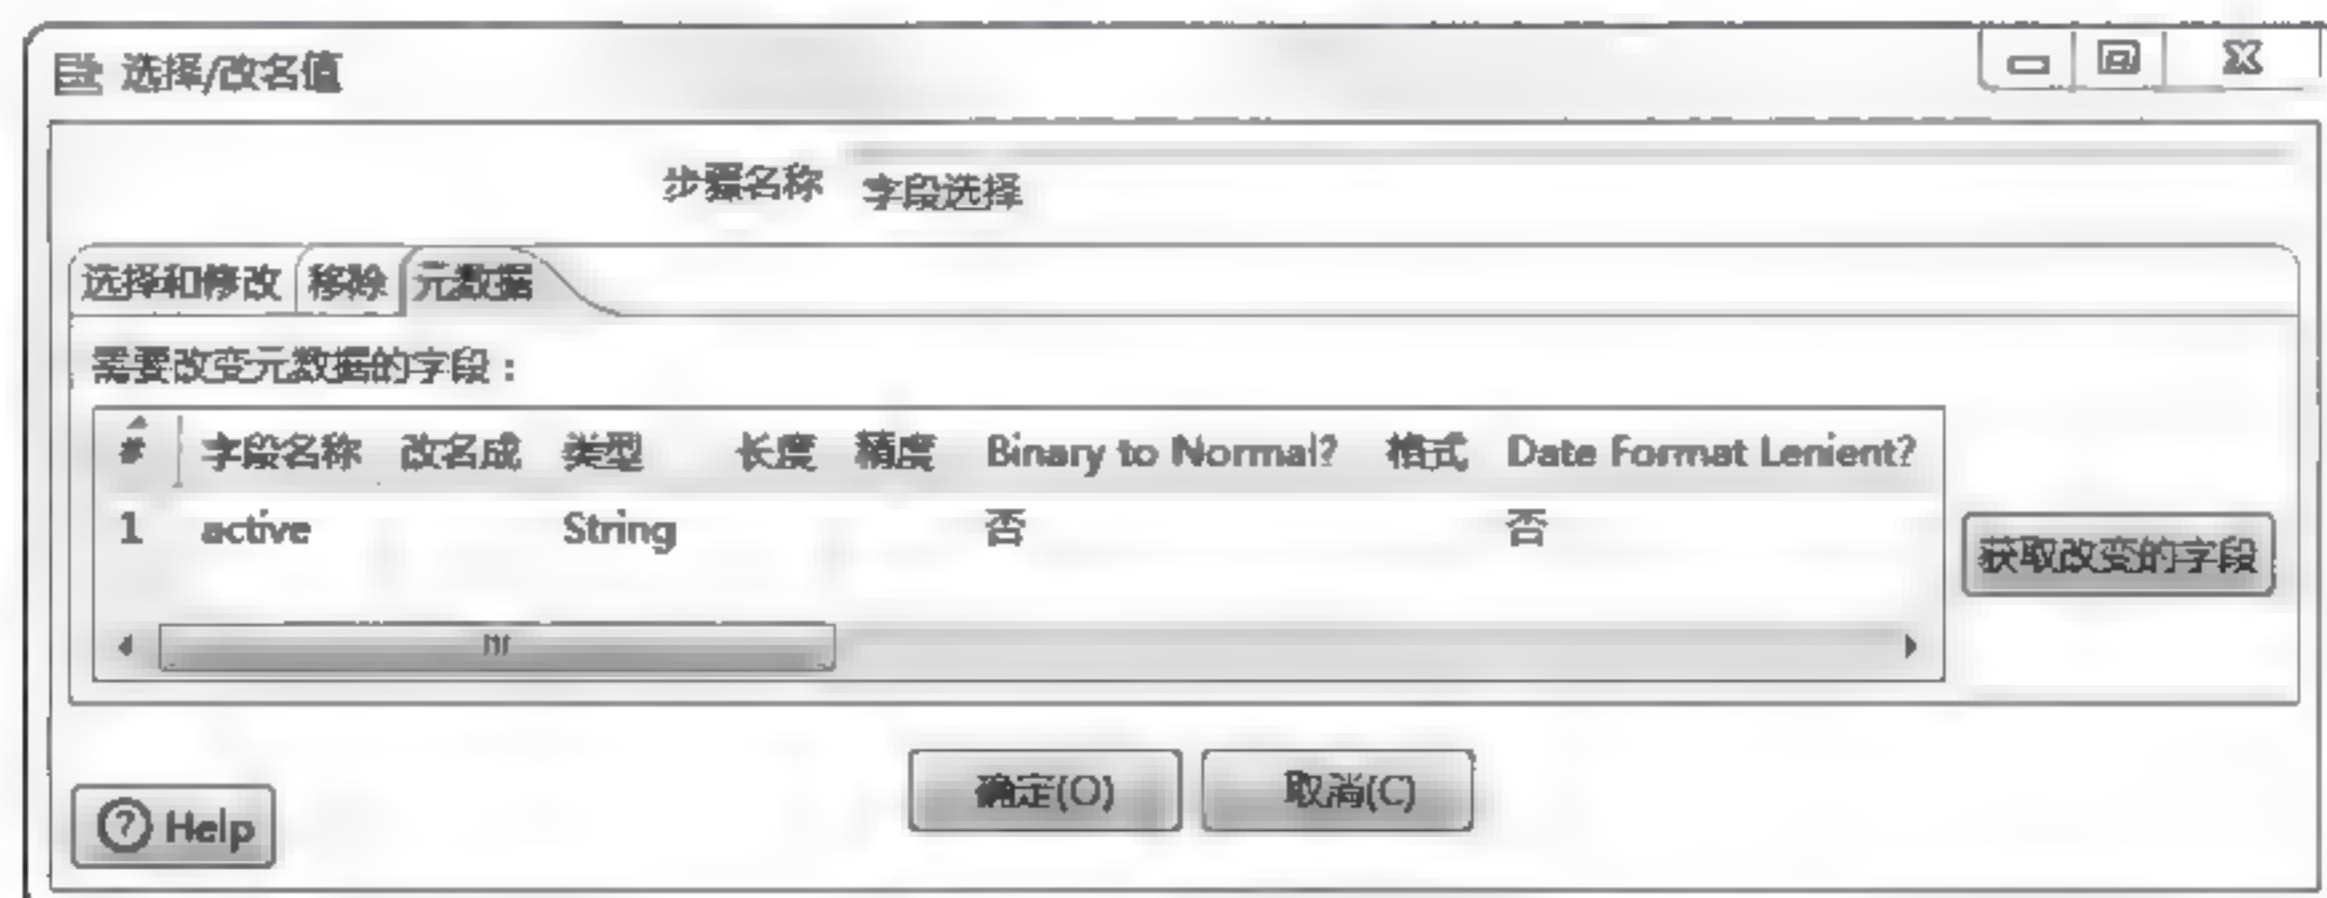 选择/改名值
步骤名称 字段选择
选择和修改 移除 元数据
需要改变元数据的字段：
# 字段名称 改名成 类型 长度 精度 Binary to Normal? 格式 Date Format Lenient?
1 active String 否 否
获取改变的字段
确定(O) 取消(C)
Help